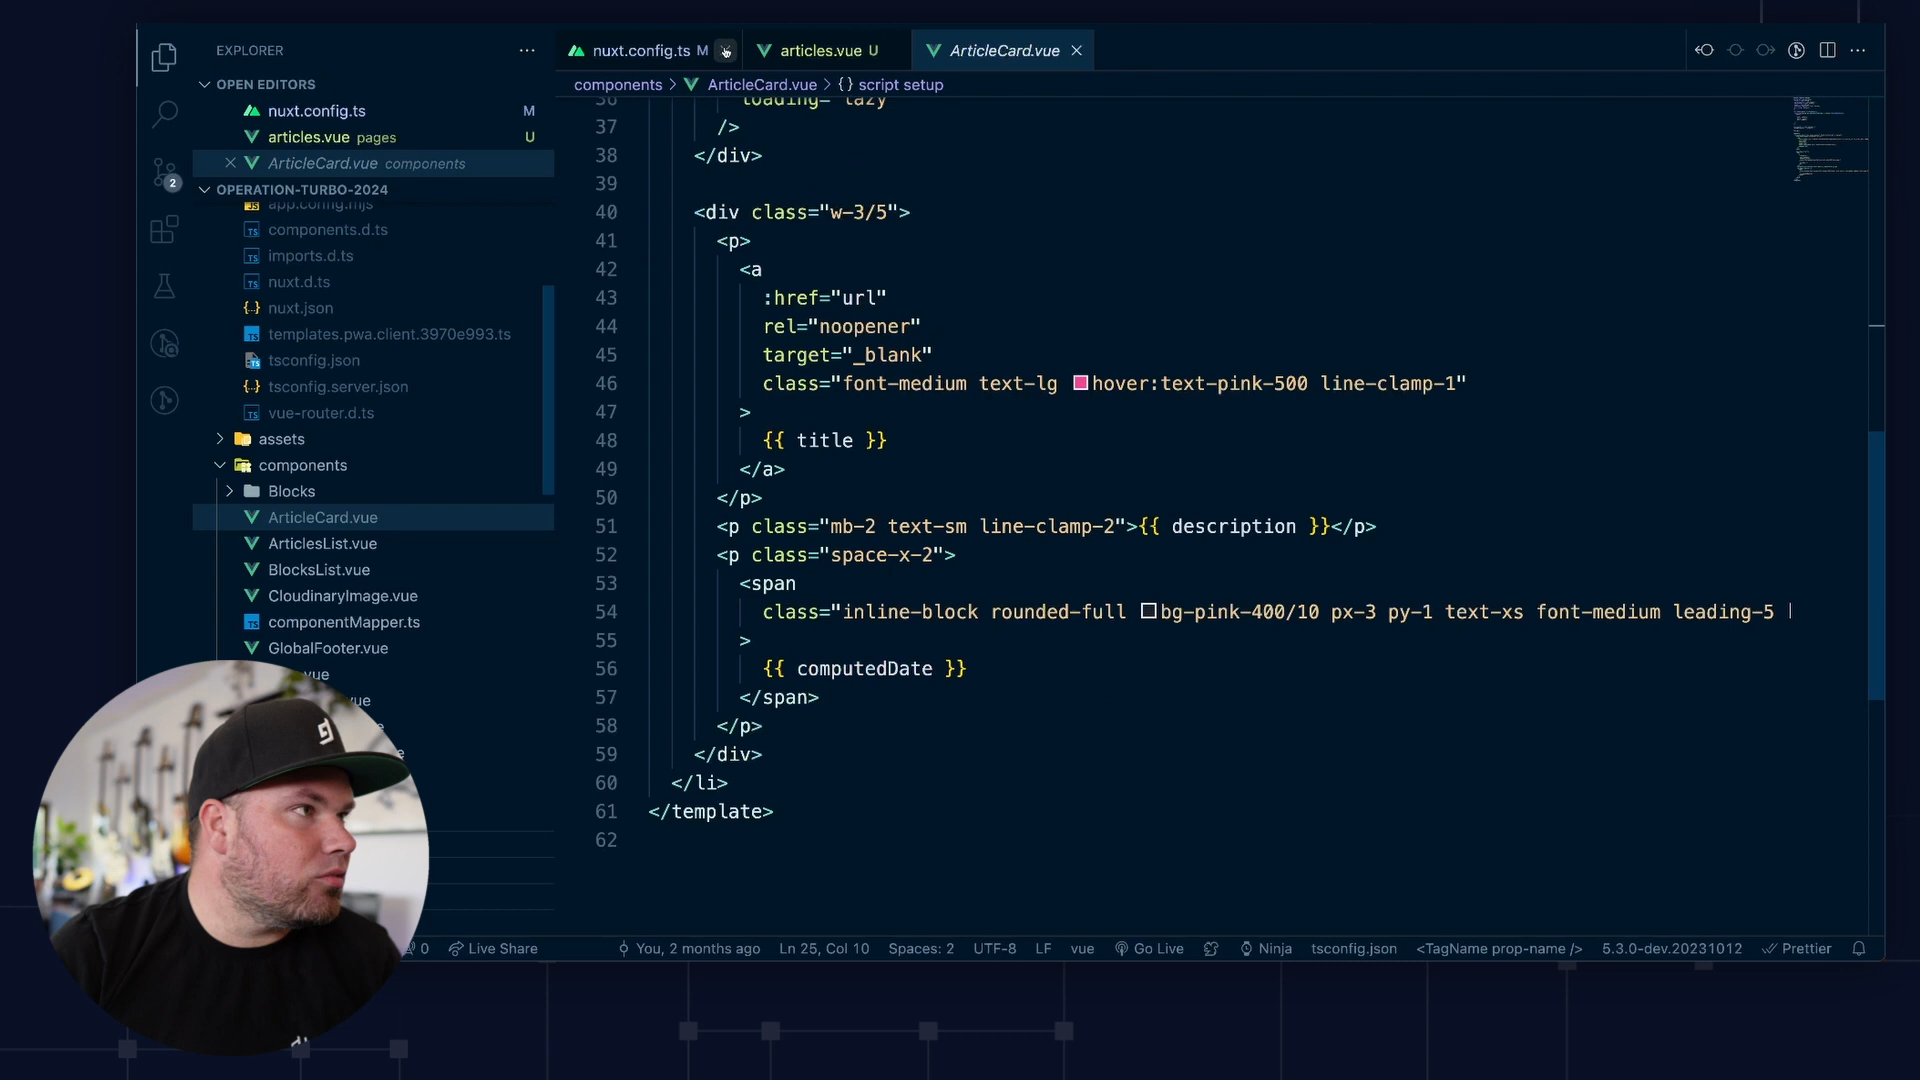 EXPLORER
OPEN EDITORS
nuxt.config.ts M
articles.vue pages U
ArticleCard.vue components
OPERATION-TURBO-2024
app.config.mjs
components.d.ts
imports.d.ts
nuxt.d.ts
nuxt.json
templates.pwa.client.3970e993.ts
tsconfig.json
tsconfig.server.json
vue-router.d.ts
assets
components
Blocks
ArticleCard.vue
ArticlesList.vue
BlocksList.vue
CloudinaryImage.vue
componentMapper.ts
GlobalFooter.vue
2
nuxt.config.ts M
articles.vue U
ArticleCard.vue
components > ArticleCard.vue > {} script setup
36 loading="lazy
37 />
38 </div>
39
40 <div class="w-3/5">
41 <p>
42 <a
43 :href="url"
44 rel="noopener"
45 target="_blank"
46 class="font-medium text-lg hover:text-pink-500 line-clamp-1"
47 >
48 {{ title }}
49 </a>
50 </p>
51 <p class="mb-2 text-sm line-clamp-2">{{ description }}</p>
52 <p class="space-x-2">
53 <span
54 class="inline-block rounded-full bg-pink-400/10 px-3 py-1 text-xs font-medium leading-5
55 >
56 {{ computedDate }}
57 </span>
58 </p>
59 </div>
60 </li>
61 </template>
62
0 Live Share You, 2 months ago Ln 25, Col 10 Spaces: 2 UTF-8 LF vue Go Live Ninja tsconfig.json <TagName prop-name /> 5.3.0-dev.20231012 Prettier